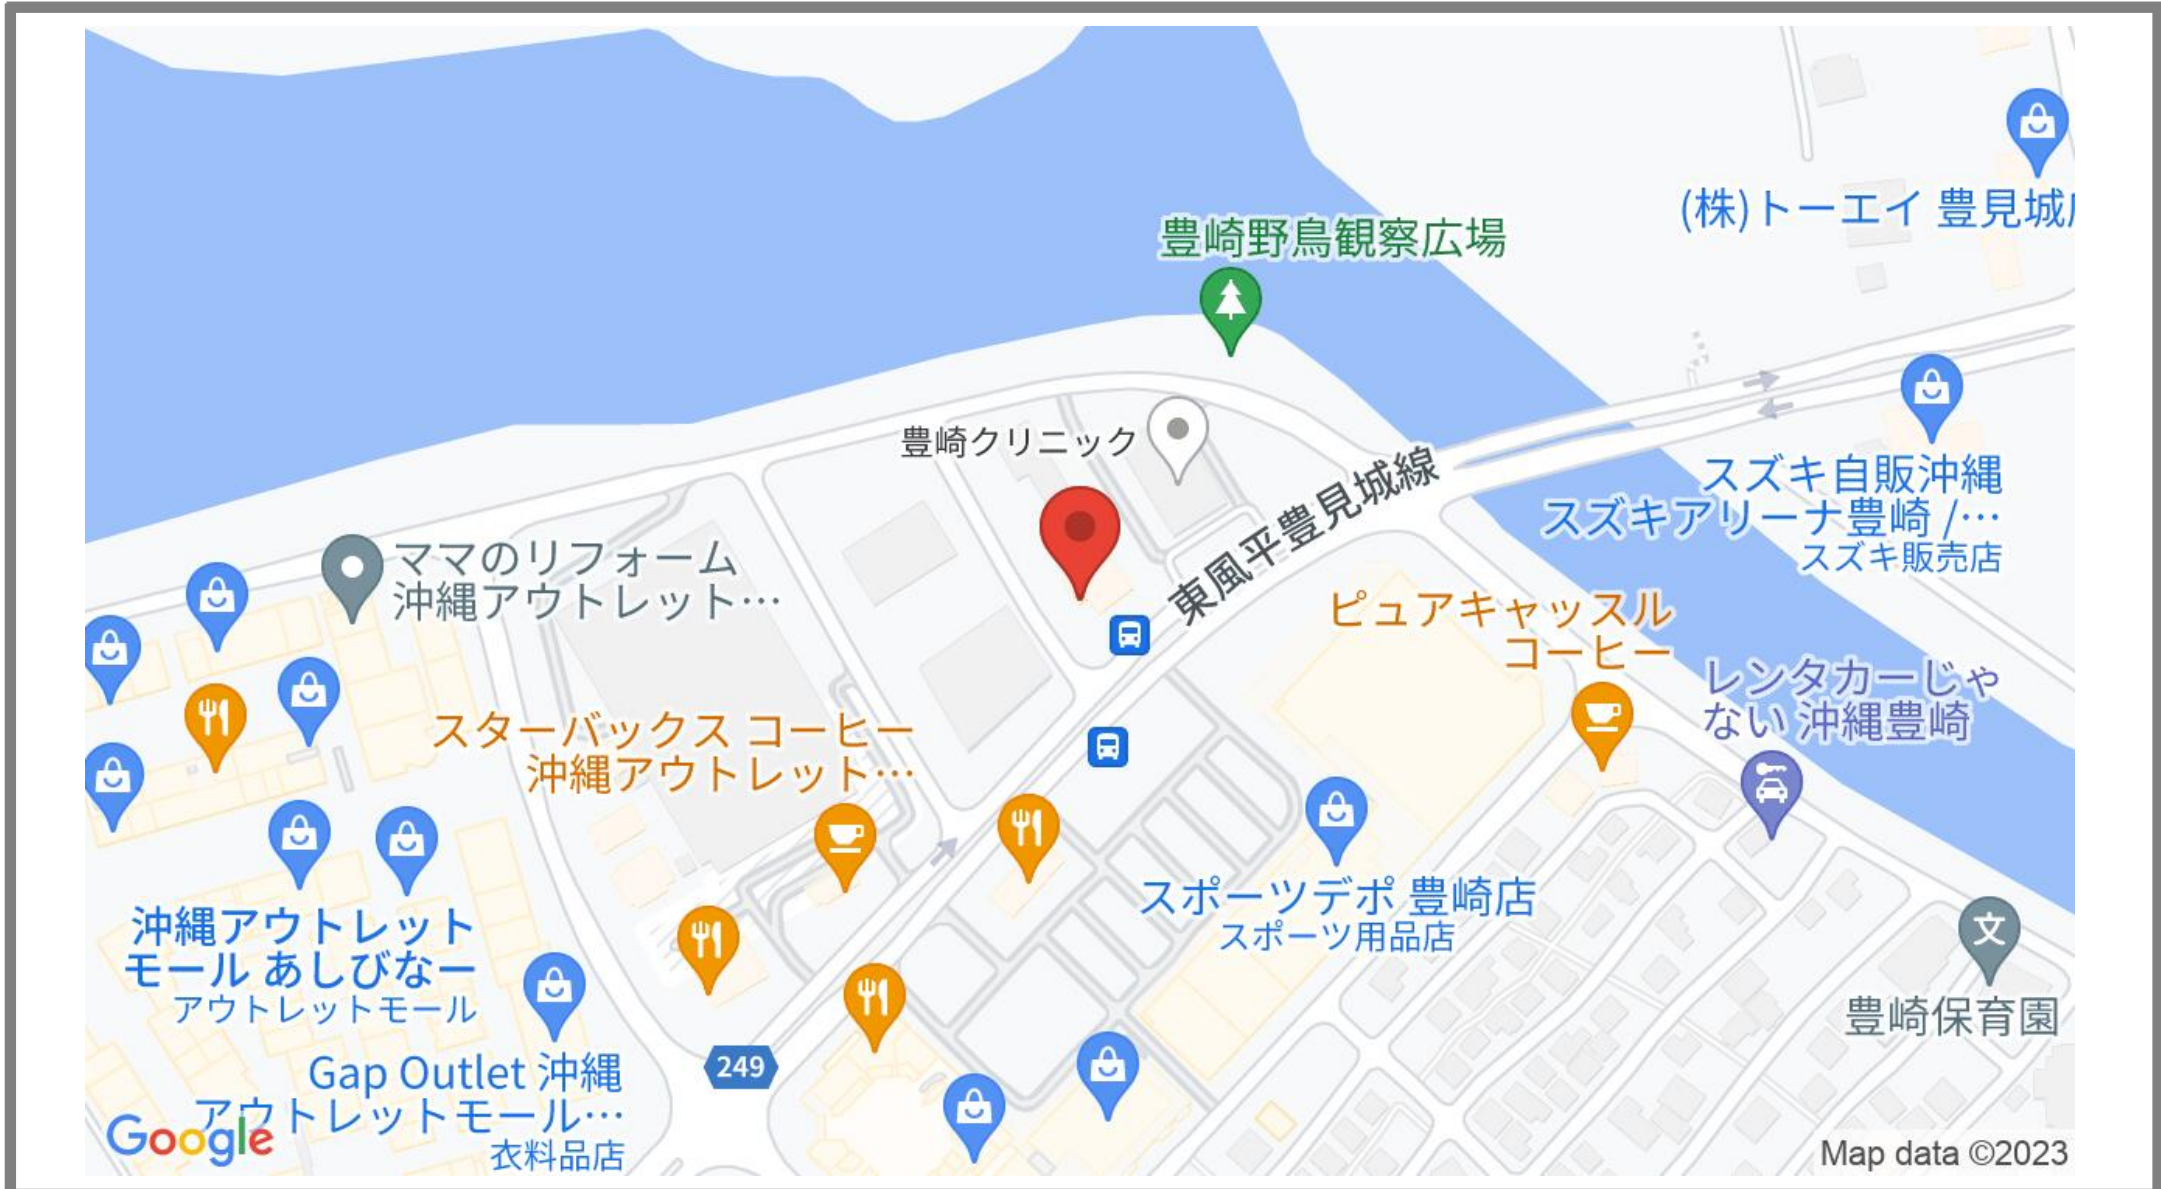 (株)トーエイ 豊見城
豊崎野鳥観察広場
豊崎クリニック
東風平豊見城線
スズキ自販沖縄
スズキアリーナ豊崎 /…
スズキ販売店
ママのリフォーム
沖縄アウトレット…
ピュアキャッスル
コーヒー
レンタカーじゃ
ない 沖縄豊崎
スターバックス コーヒー
沖縄アウトレット…
スポーツデポ 豊崎店
スポーツ用品店
沖縄アウトレット
モール あしびなー
アウトレットモール
文
豊崎保育園
Gap Outlet 沖縄
アウトレットモール…
衣料品店
249
Google
Map data ©2023